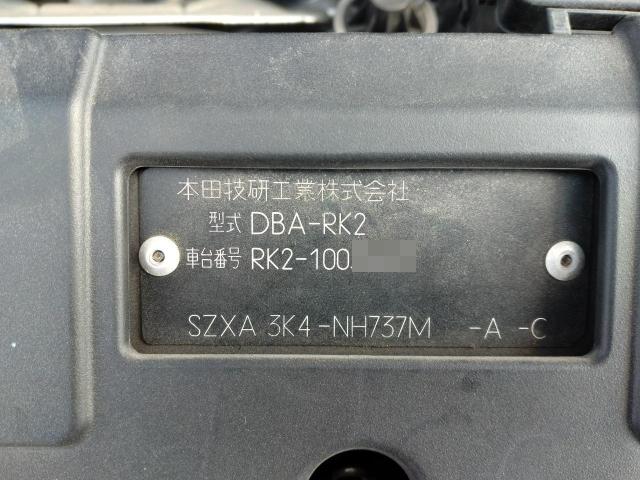 本田技研工業株式会社
型式 DBA-RK2
車台番号 RK2-100
SZXA 3K4-NH737M -A -C